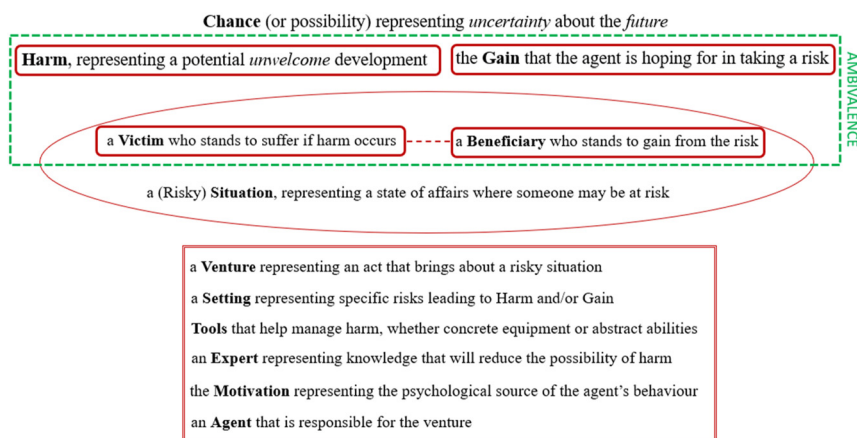 Chance (or possibility) representing uncertainty about the future
Harm, representing a potential unwelcome development
the Gain that the agent is hoping for in taking a risk
AMBIVALENCE
a Victim who stands to suffer if harm occurs
a Beneficiary who stands to gain from the risk
a (Risky) Situation, representing a state of affairs where someone may be at risk
a Venture representing an act that brings about a risky situation
a Setting representing specific risks leading to Harm and/or Gain
Tools that help manage harm, whether concrete equipment or abstract abilities
an Expert representing knowledge that will reduce the possibility of harm
the Motivation representing the psychological source of the agent's behaviour
an Agent that is responsible for the venture